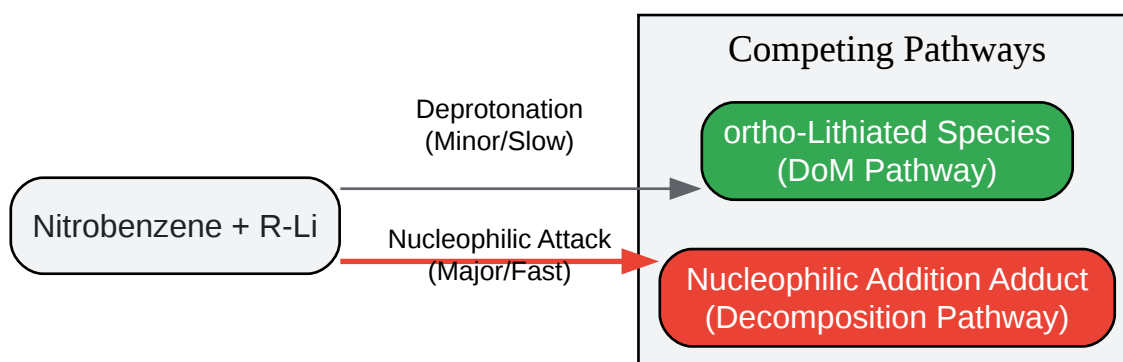 Competing Pathways
Deprotonation
(Minor/Slow)
ortho-Lithiated Species
(DoM Pathway)
Nitrobenzene + R-Li
Nucleophilic Attack
(Major/Fast)
Nucleophilic Addition Adduct
(Decomposition Pathway)